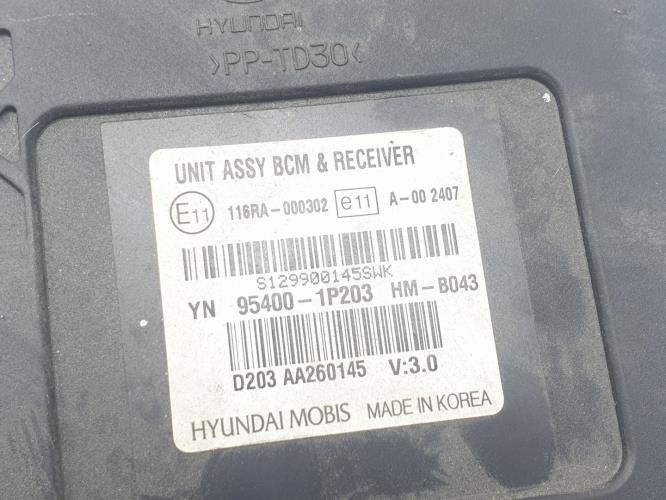 HYUNDAI
>PP-TD30<
UNIT ASSY BCM & RECEIVER
E11 116RA-000302 e11 A-00 2407
S129900145SWK
YN 95400-1P203 HM-B043
D203 AA260145 V:3.0
HYUNDAI MOBIS MADE IN KOREA